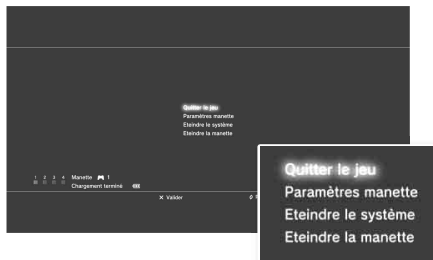 Quitter le jeu
Paramètres manette
Eteindre le système
Eteindre la manette
1 2 3 4 Manette 1
Chargement terminé
Valider
Quitter le jeu
Paramètres manette
Eteindre le système
Eteindre la manette